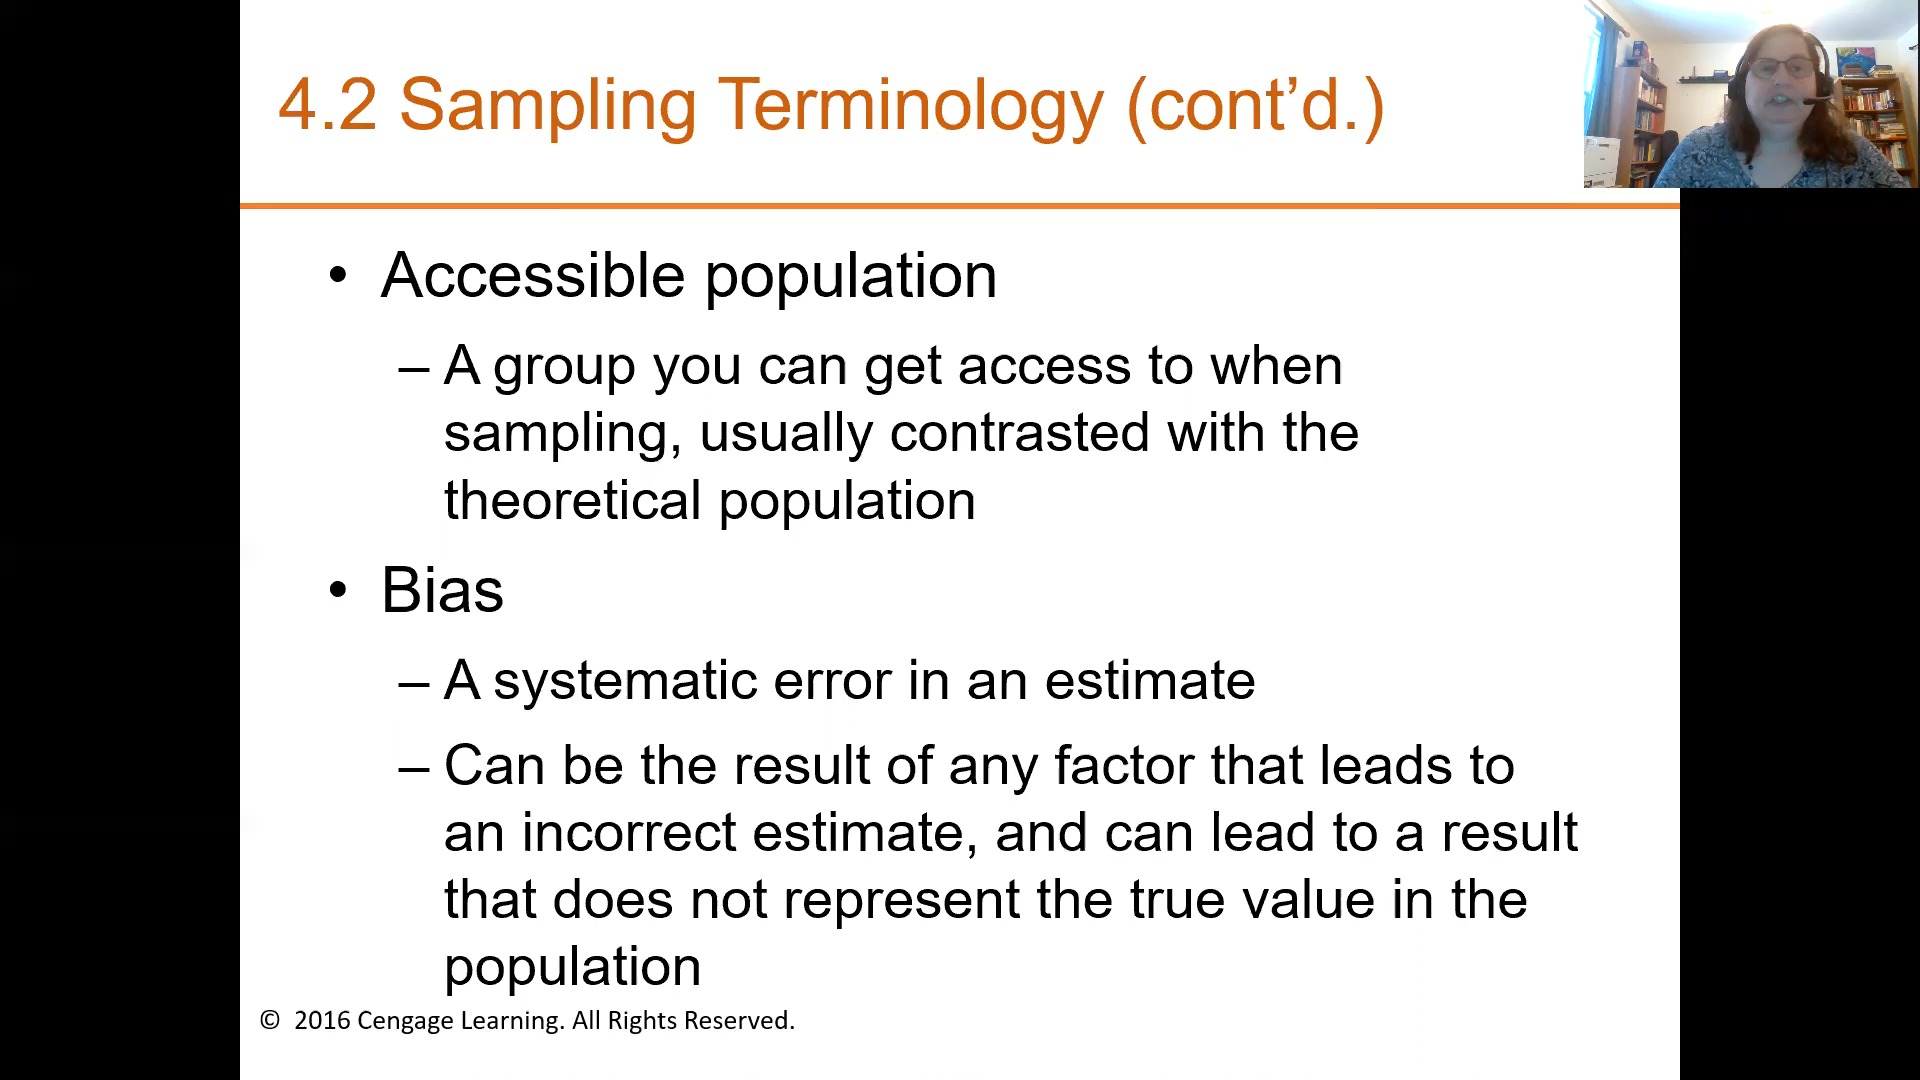 4.2 Sampling Terminology (cont’d.)
• Accessible population
– A group you can get access to when
sampling, usually contrasted with the
theoretical population
• Bias
– A systematic error in an estimate
– Can be the result of any factor that leads to
an incorrect estimate, and can lead to a result
that does not represent the true value in the
population
© 2016 Cengage Learning. All Rights Reserved.